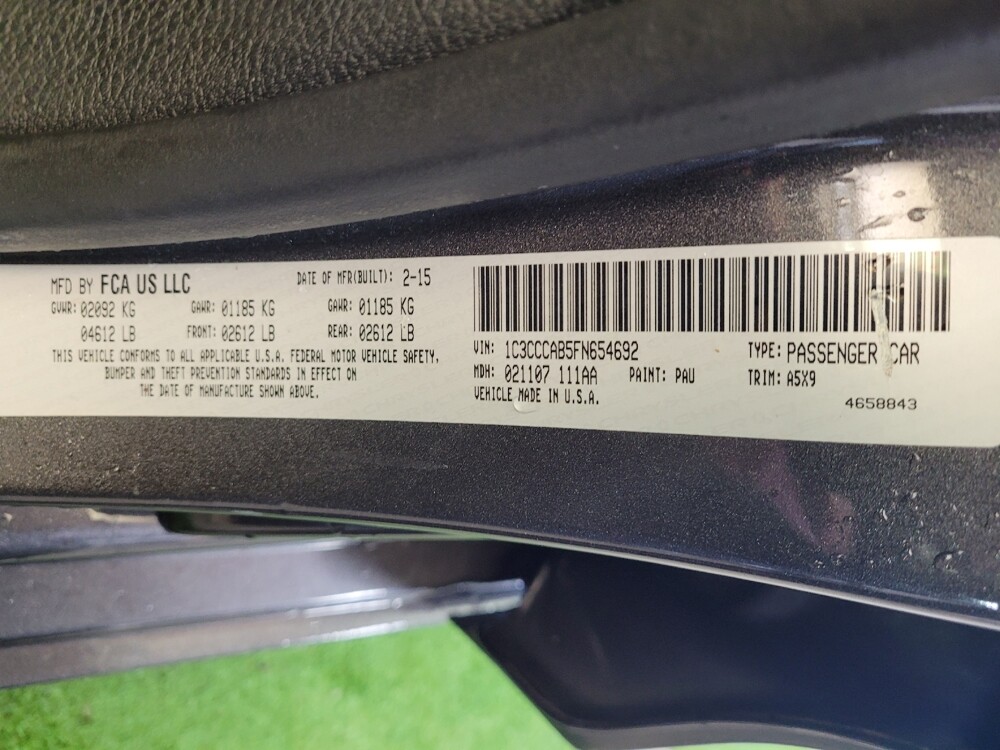 MFD BY FCA US LLC DATE OF MFR(BUILT): 2-15
GVWR: 02092 KG GAWR: 01185 KG GAWR: 01185 KG
04612 LB FRONT: 02612 LB REAR: 02612 LB
THIS VEHICLE CONFORMS TO ALL APPLICABLE U.S.A. FEDERAL MOTOR VEHICLE SAFETY,
BUMPER AND THEFT PREVENTION STANDARDS IN EFFECT ON
THE DATE OF MANUFACTURE SHOWN ABOVE.
VIN: 1C3CCCAB5FN654692 TYPE: PASSENGER CAR
MDH: 021107 111AA PAINT: PAU TRIM: A5X9
VEHICLE MADE IN U.S.A.
4658843